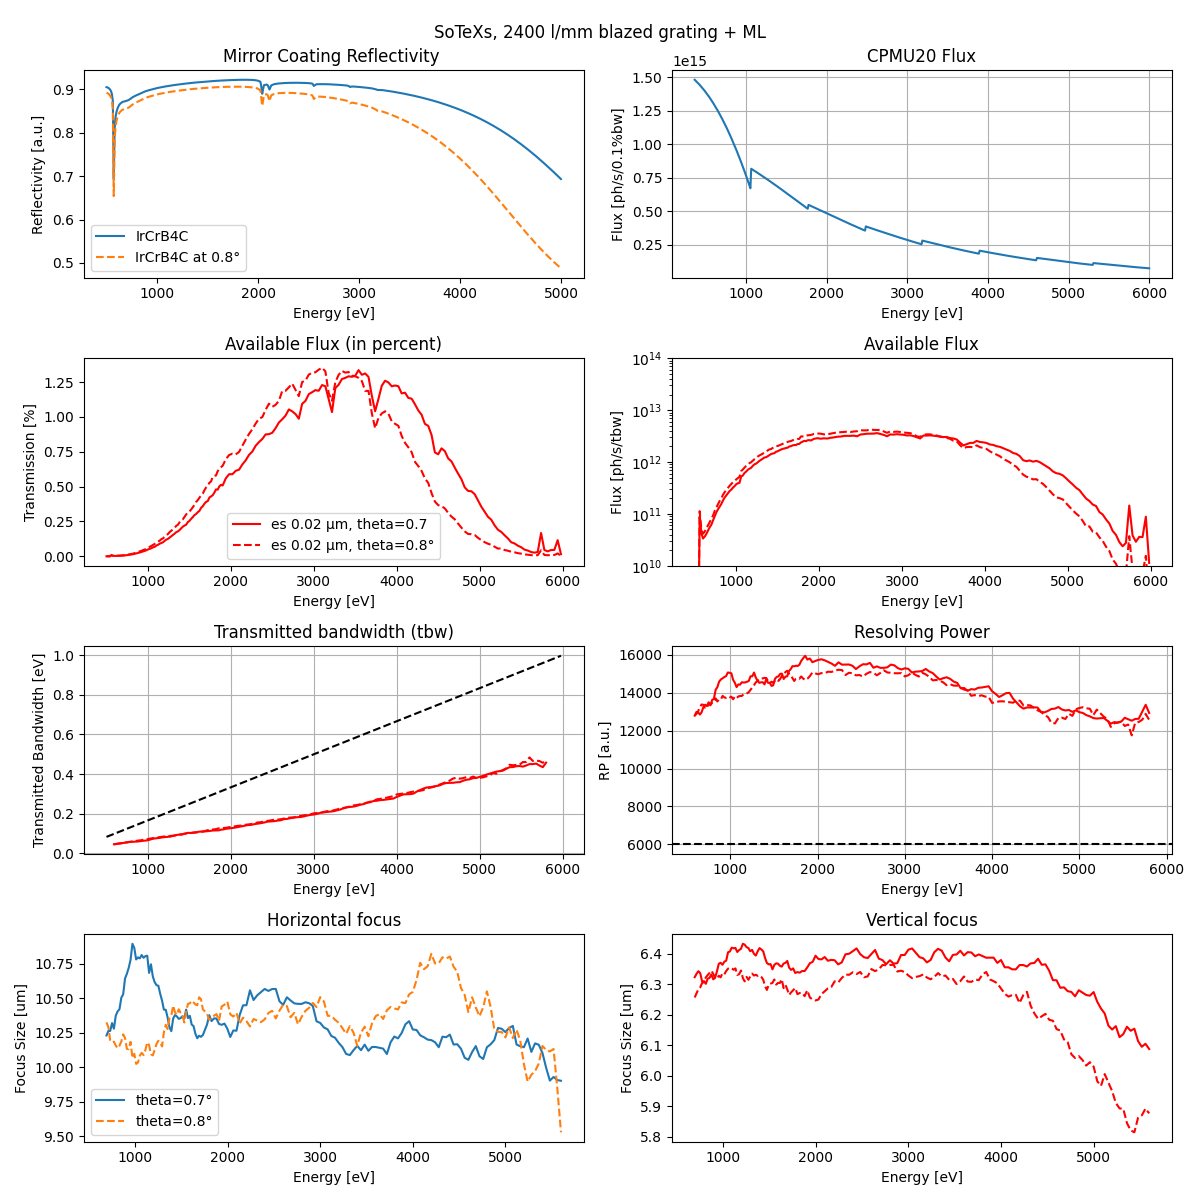 SoTeXs, 2400 l/mm blazed grating + ML
Mirror Coating Reflectivity
Reflectivity [a.u.]
0.9
0.8
0.7
0.6
0.5
IrCrB4C
IrCrB4C at 0.8°
1000 2000 3000 4000 5000
Energy [eV]
CPMU20 Flux
1e15
Flux [ph/s/0.1%bw]
1.50
1.25
1.00
0.75
0.50
0.25
1000 2000 3000 4000 5000 6000
Energy [eV]
Available Flux (in percent)
Transmission [%]
1.25
1.00
0.75
0.50
0.25
0.00
es 0.02 µm, theta=0.7
es 0.02 µm, theta=0.8°
1000 2000 3000 4000 5000 6000
Energy [eV]
Available Flux
Flux [ph/s/tbw]
10¹⁴
10¹³
10¹²
10¹¹
10¹⁰
1000 2000 3000 4000 5000 6000
Energy [eV]
Transmitted bandwidth (tbw)
Transmitted Bandwidth [eV]
1.0
0.8
0.6
0.4
0.2
0.0
1000 2000 3000 4000 5000 6000
Energy [eV]
Resolving Power
RP [a.u.]
16000
14000
12000
10000
8000
6000
1000 2000 3000 4000 5000 6000
Energy [eV]
Horizontal focus
Focus Size [um]
10.75
10.50
10.25
10.00
9.75
9.50
theta=0.7°
theta=0.8°
1000 2000 3000 4000 5000
Energy [eV]
Vertical focus
Focus Size [um]
6.4
6.3
6.2
6.1
6.0
5.9
5.8
1000 2000 3000 4000 5000
Energy [eV]